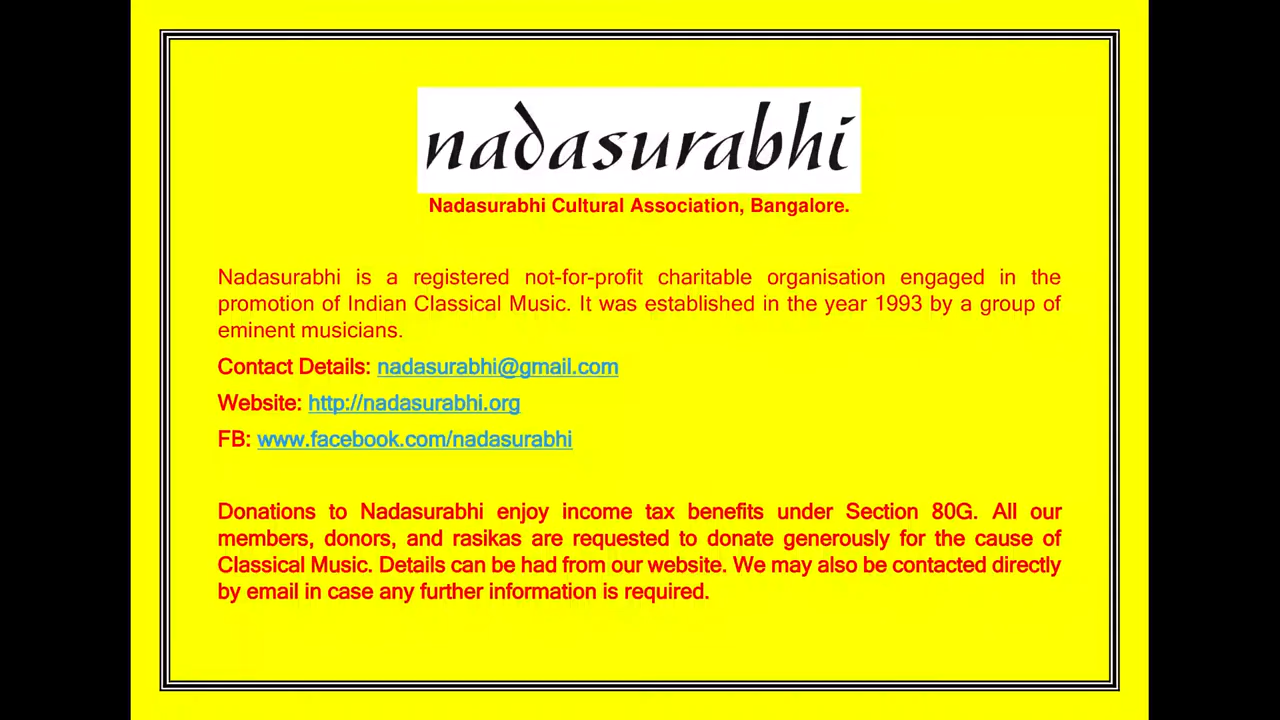 nadasurabhi
Nadasurabhi Cultural Association, Bangalore.
Nadasurabhi is a registered not-for-profit charitable organisation engaged in the
promotion of Indian Classical Music. It was established in the year 1993 by a group of
eminent musicians.
Contact Details: nadasurabhi@gmail.com
Website: http://nadasurabhi.org
FB: www.facebook.com/nadasurabhi
Donations to Nadasurabhi enjoy income tax benefits under Section 80G. All our
members, donors, and rasikas are requested to donate generously for the cause of
Classical Music. Details can be had from our website. We may also be contacted directly
by email in case any further information is required.